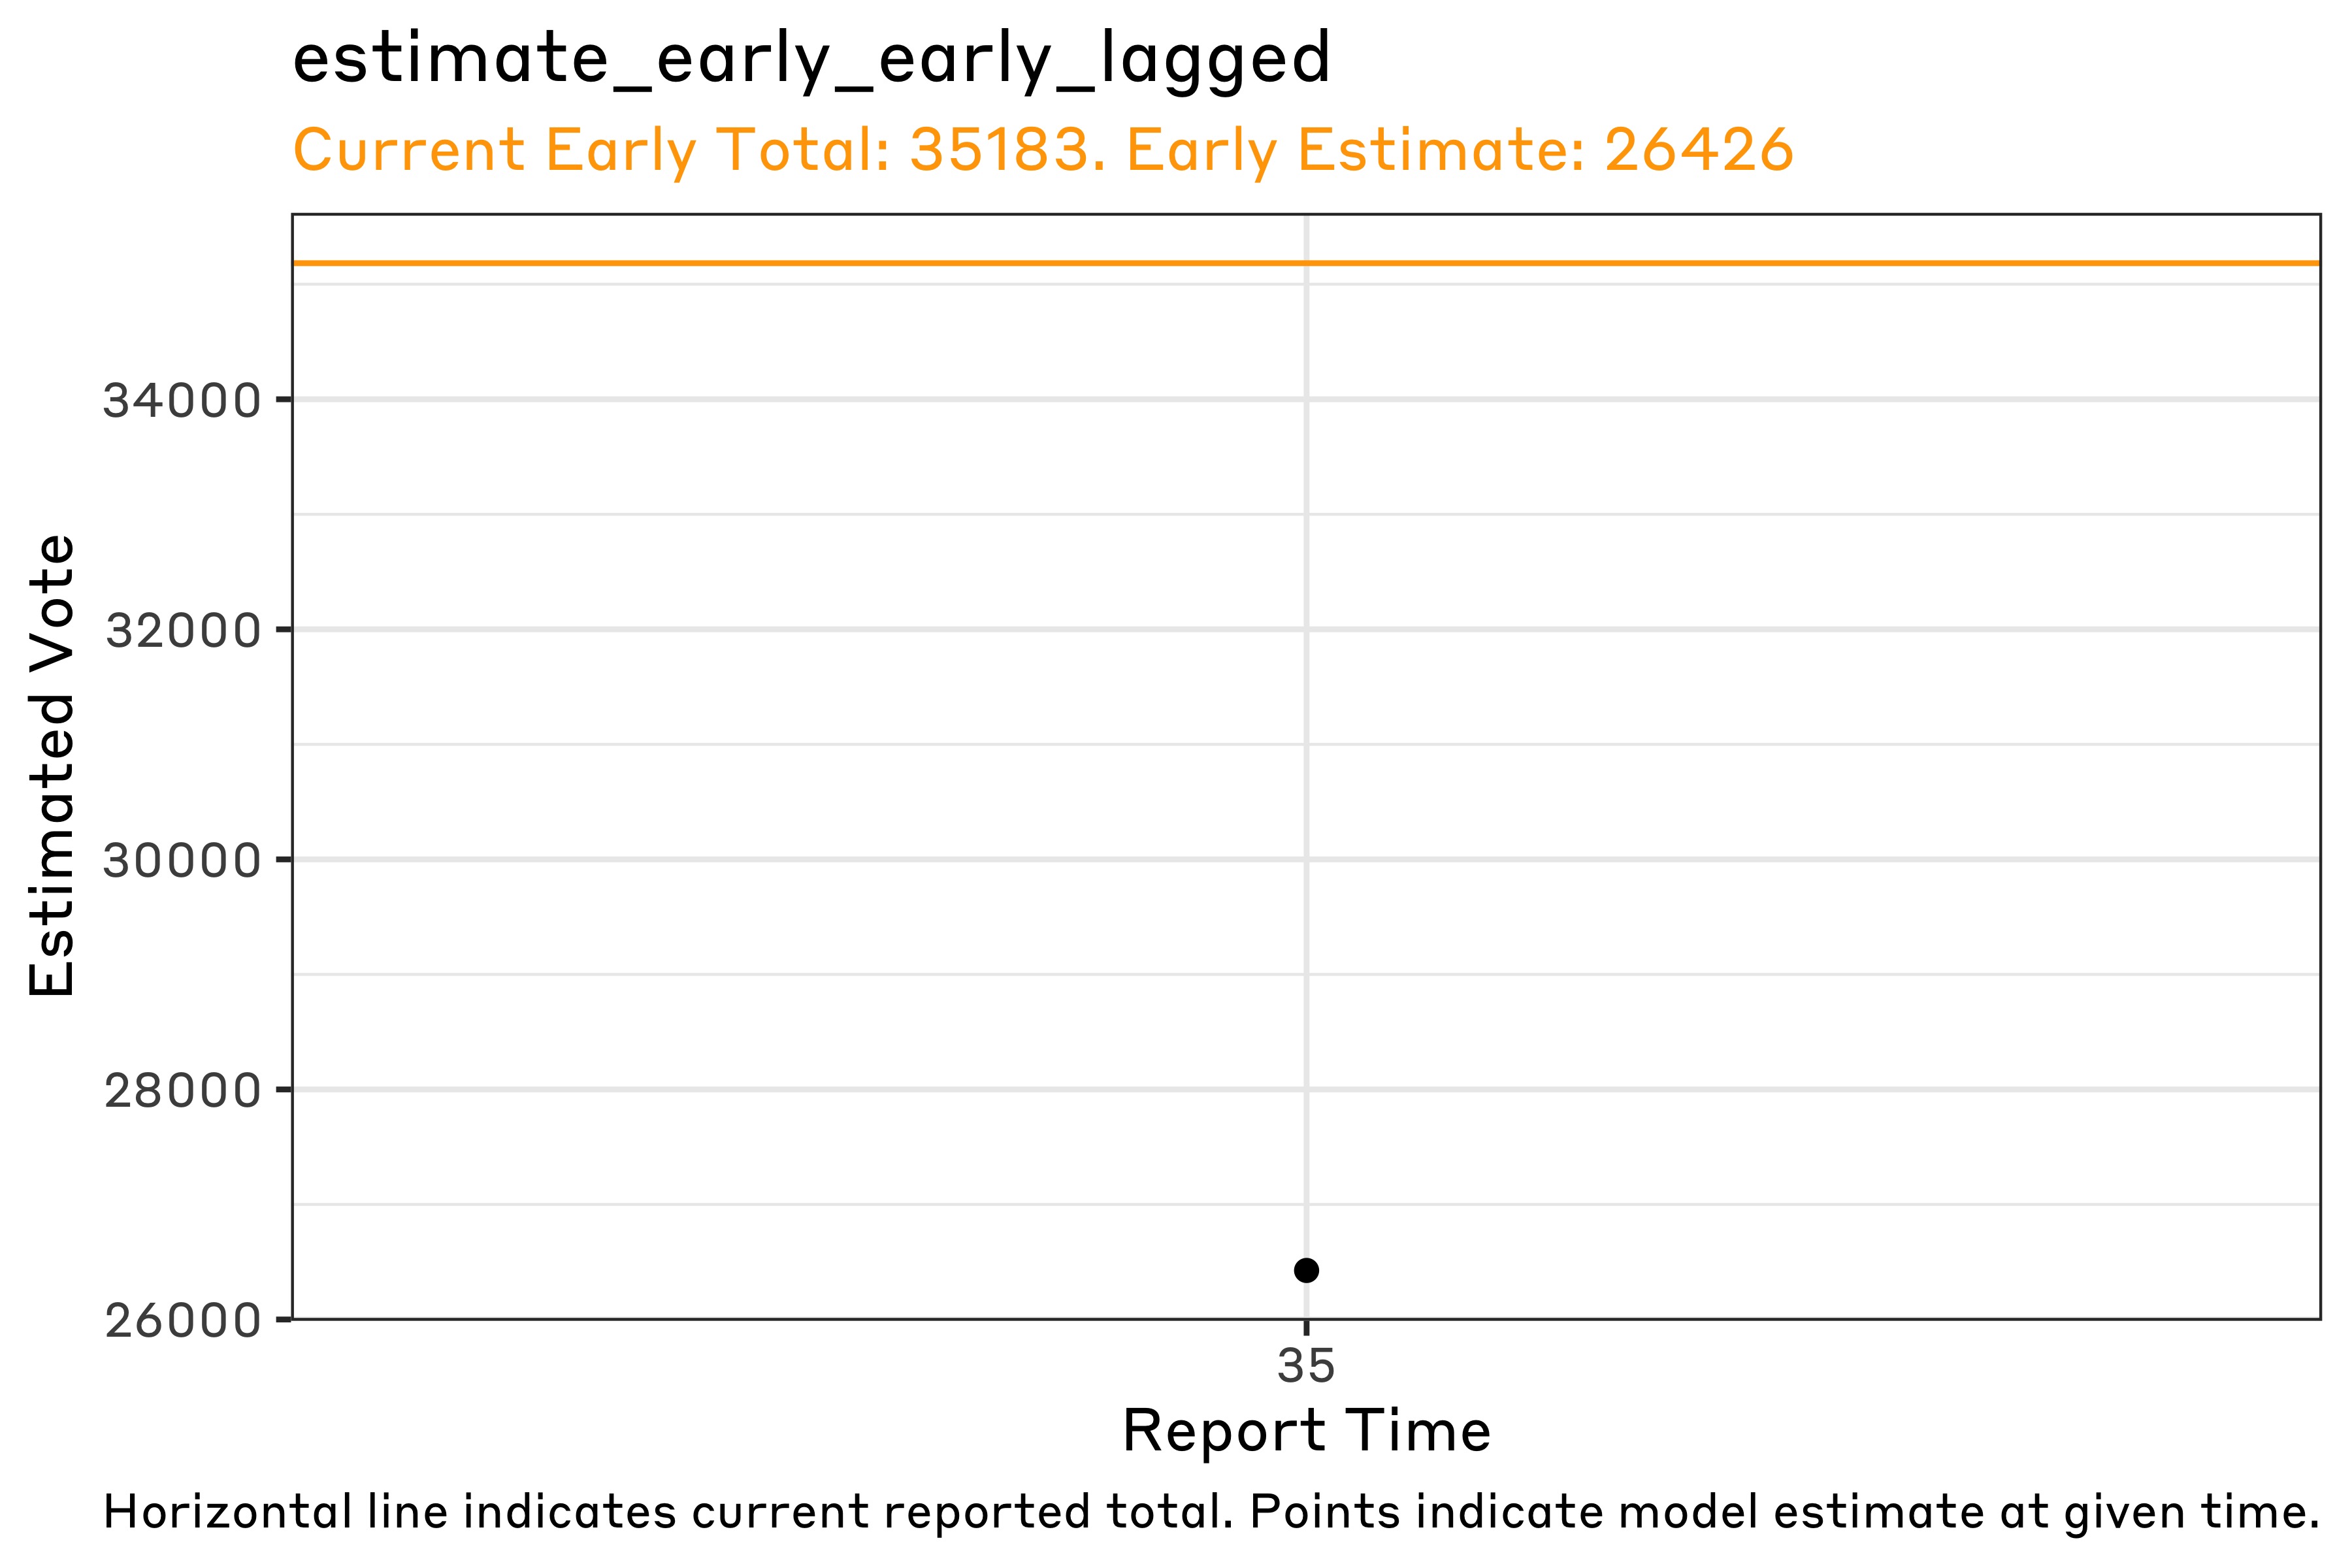 estimate_early_early_lagged
Current Early Total: 35183. Early Estimate: 26426
Estimated Vote
34000
32000
30000
28000
26000
35
Report Time
Horizontal line indicates current reported total. Points indicate model estimate at given time.